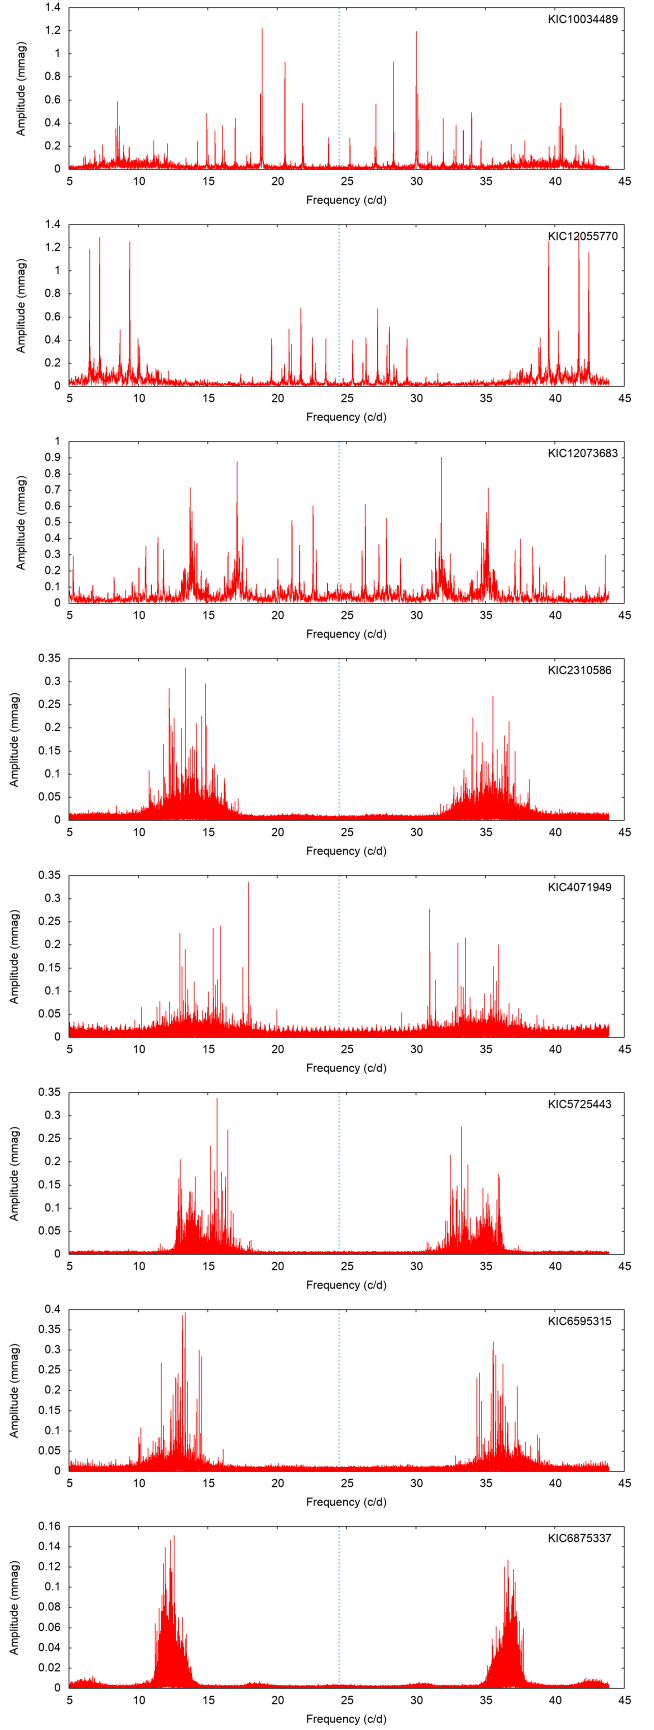 1.4
1.2
1
0.8
0.6
0.4
0.2
0
Amplitude (mmag)
KIC10034489
5 10 15 20 25 30 35 40 45
Frequency (c/d)
1.4
1.2
1
0.8
0.6
0.4
0.2
0
Amplitude (mmag)
KIC12055770
5 10 15 20 25 30 35 40 45
Frequency (c/d)
1
0.9
0.8
0.7
0.6
0.5
0.4
0.3
0.2
0.1
0
Amplitude (mmag)
KIC12073683
5 10 15 20 25 30 35 40 45
Frequency (c/d)
0.35
0.3
0.25
0.2
0.15
0.1
0.05
0
Amplitude (mmag)
KIC2310586
5 10 15 20 25 30 35 40 45
Frequency (c/d)
0.35
0.3
0.25
0.2
0.15
0.1
0.05
0
Amplitude (mmag)
KIC4071949
5 10 15 20 25 30 35 40 45
Frequency (c/d)
0.35
0.3
0.25
0.2
0.15
0.1
0.05
0
Amplitude (mmag)
KIC5725443
5 10 15 20 25 30 35 40 45
Frequency (c/d)
0.4
0.35
0.3
0.25
0.2
0.15
0.1
0.05
0
Amplitude (mmag)
KIC6595315
5 10 15 20 25 30 35 40 45
Frequency (c/d)
0.16
0.14
0.12
0.1
0.08
0.06
0.04
0.02
0
Amplitude (mmag)
KIC6875337
5 10 15 20 25 30 35 40 45
Frequency (c/d)